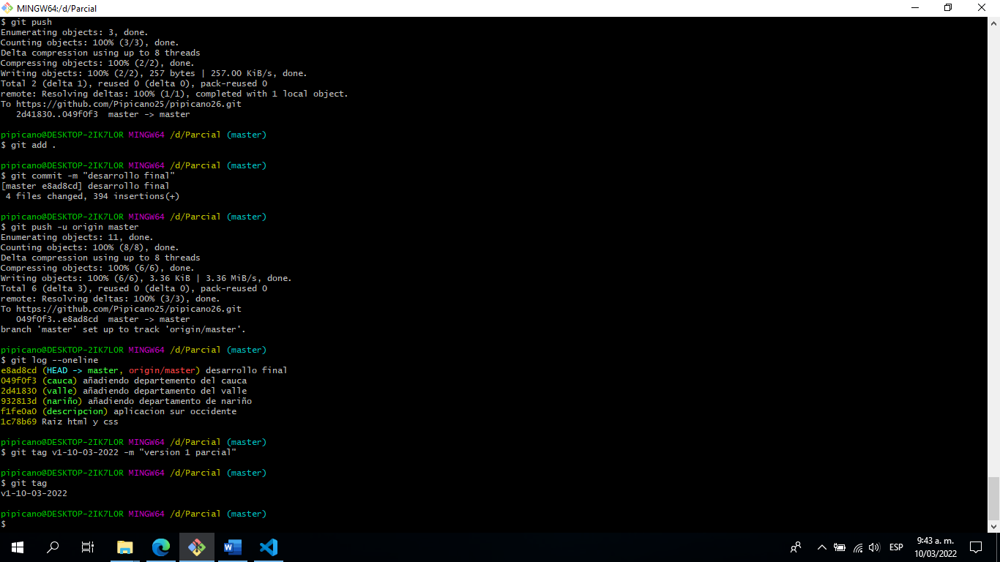 MINGW64:/d/Parcial
$ git push
Enumerating objects: 3, done.
Counting objects: 100% (3/3), done.
Delta compression using up to 8 threads
Compressing objects: 100% (2/2), done.
Writing objects: 100% (2/2), 257 bytes | 257.00 KiB/s, done.
Total 2 (delta 1), reused 0 (delta 0), pack-reused 0
remote: Resolving deltas: 100% (1/1), completed with 1 local object.
To https://github.com/Pipicano25/pipicano26.git
   2d41830..049f0f3  master -> master
pipicano@DESKTOP-2IK7LOR MINGW64 /d/Parcial (master)
$ git add .
pipicano@DESKTOP-2IK7LOR MINGW64 /d/Parcial (master)
$ git commit -m "desarrollo final"
[master e8ad8cd] desarrollo final
 4 files changed, 394 insertions(+)
pipicano@DESKTOP-2IK7LOR MINGW64 /d/Parcial (master)
$ git push -u origin master
Enumerating objects: 11, done.
Counting objects: 100% (8/8), done.
Delta compression using up to 8 threads
Compressing objects: 100% (6/6), done.
Writing objects: 100% (6/6), 3.36 KiB | 3.36 MiB/s, done.
Total 6 (delta 3), reused 0 (delta 0), pack-reused 0
remote: Resolving deltas: 100% (3/3), done.
To https://github.com/Pipicano25/pipicano26.git
   049f0f3..e8ad8cd  master -> master
branch 'master' set up to track 'origin/master'.
pipicano@DESKTOP-2IK7LOR MINGW64 /d/Parcial (master)
$ git log --oneline
e8ad8cd (HEAD -> master, origin/master) desarrollo final
049f0f3 (cauca) añadiendo departemento del cauca
2d41830 (valle) añadiendo departamento del valle
932813d (nariño) añadiendo departamento de nariño
f1fe0a0 (descripcion) aplicacion sur occidente
1c78b69 Raiz html y css
pipicano@DESKTOP-2IK7LOR MINGW64 /d/Parcial (master)
$ git tag v1-10-03-2022 -m "version 1 parcial"
pipicano@DESKTOP-2IK7LOR MINGW64 /d/Parcial (master)
$ git tag
v1-10-03-2022
pipicano@DESKTOP-2IK7LOR MINGW64 /d/Parcial (master)
$
ESP
9:43 a. m.
10/03/2022